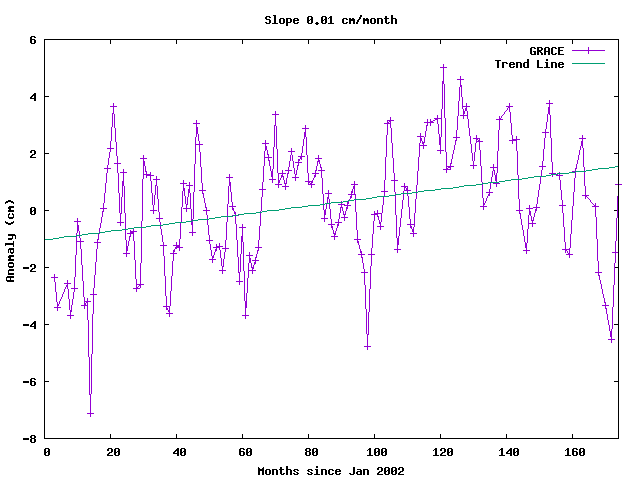 Slope 0.01 cm/month
GRACE
Trend Line
Anomaly (cm)
6
4
2
0
-2
-4
-6
-8
0 20 40 60 80 100 120 140 160
Months since Jan 2002